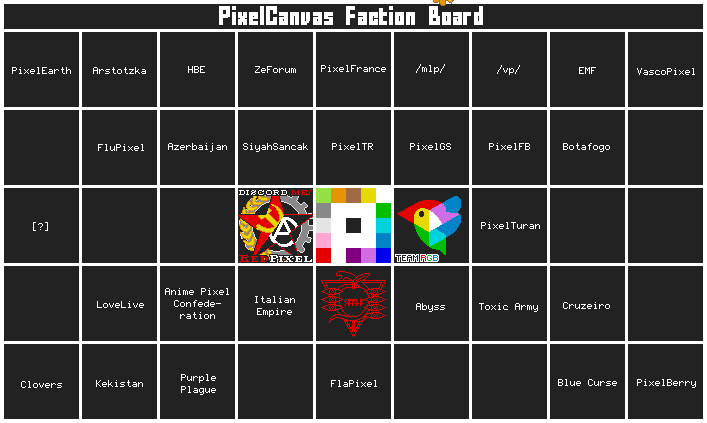 PixelCanvas Faction Board
PixelEarth
Arstotzka
HBE
ZeForum
PixelFrance
/mlp/
/vp/
EMF
VascoPixel
FluPixel
Azerbaijan
SiyahSancak
PixelTR
PixelGS
PixelFB
Botafogo
[?]
DISCORD.ME/
REDPIXEL
TEAM RGB
PixelTuran
LoveLive
Anime Pixel
Confede-
ration
Italian
Empire
Abyss
Toxic Army
Cruzeiro
Clovers
Kekistan
Purple
Plague
FlaPixel
Blue Curse
PixelBerry